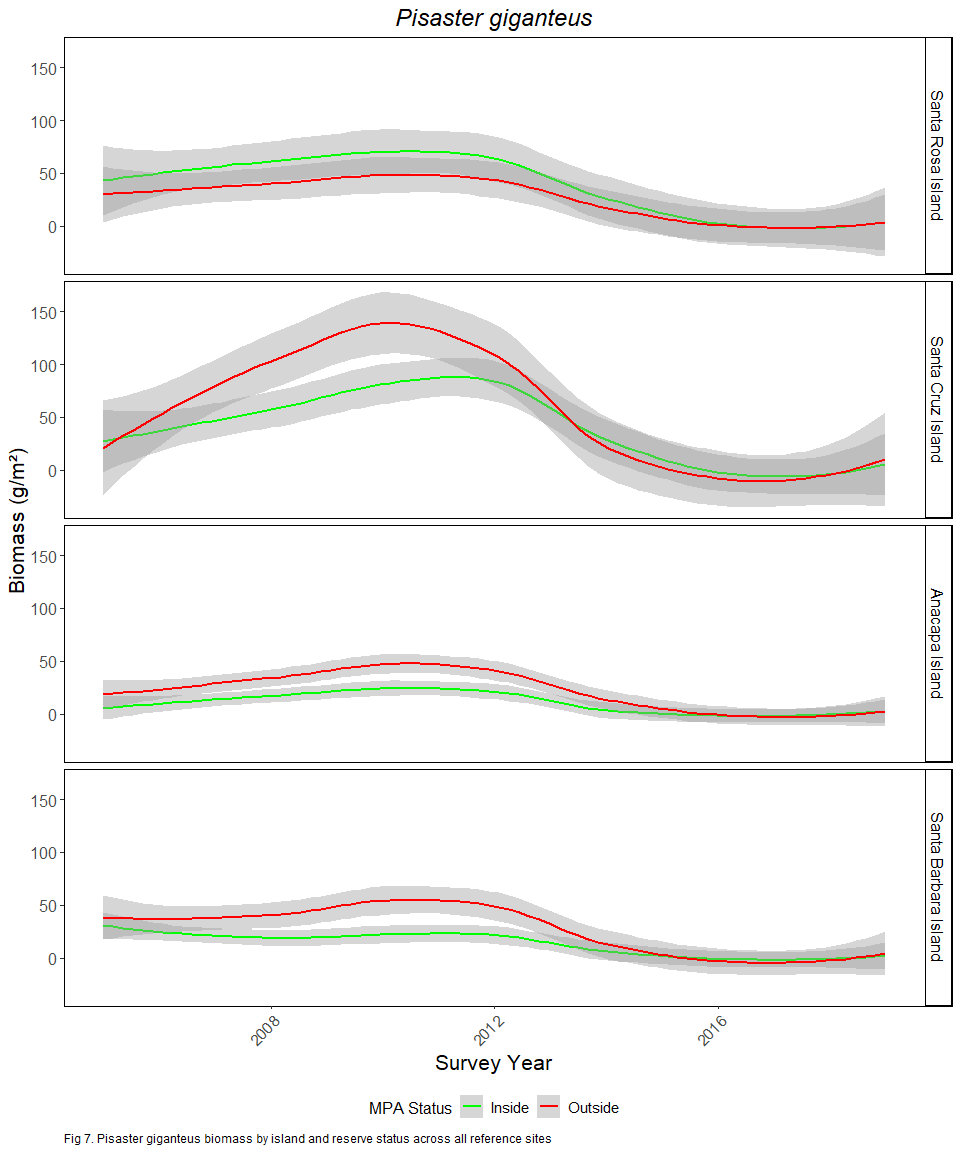 Pisaster giganteus
Biomass (g/m²)
150
100
50
0
Santa Rosa Island
150
100
50
0
Santa Cruz Island
150
100
50
0
Anacapa Island
150
100
50
0
Santa Barbara Island
2008
2012
2016
Survey Year
MPA Status Inside Outside
Fig 7. Pisaster giganteus biomass by island and reserve status across all reference sites